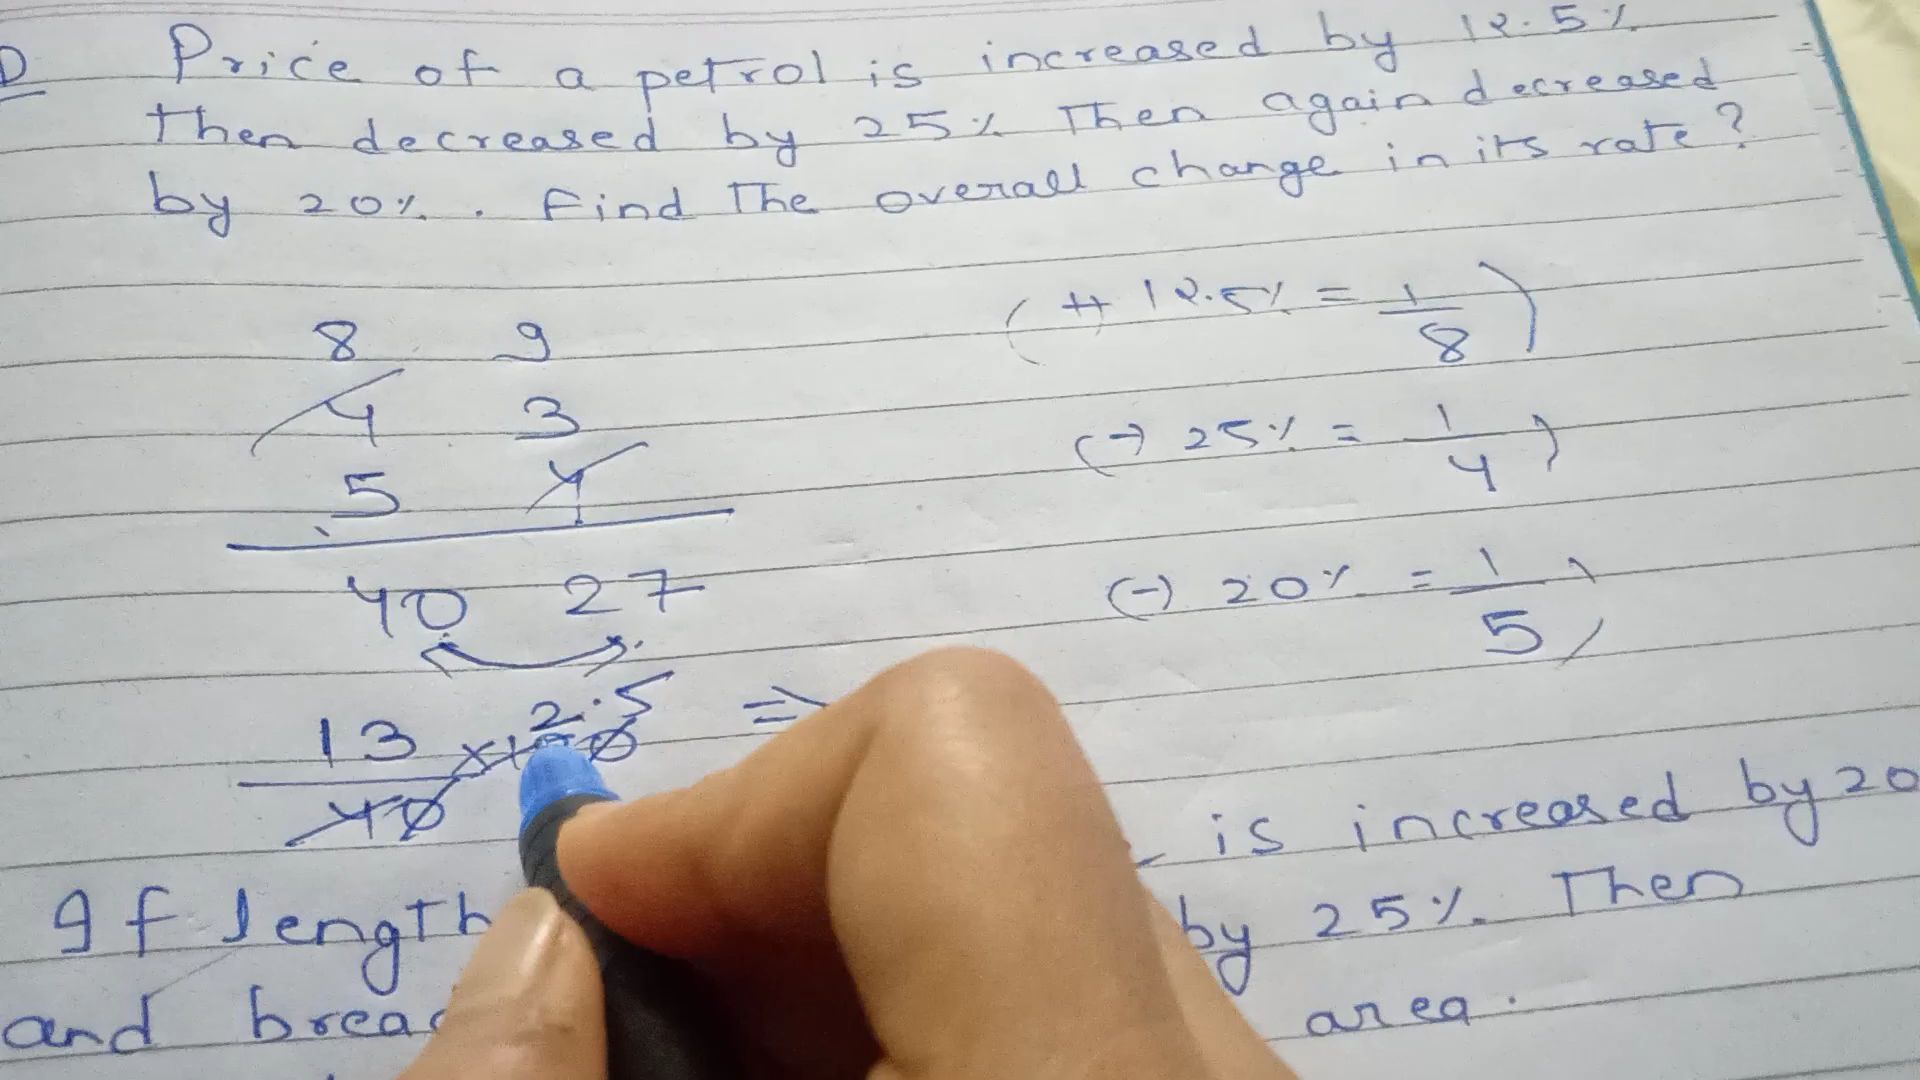 Price of a petrol is increased by 12.5%
Then decreased by 25% Then again decreased
by 20%. Find The overall change in its rate?
(+) 12.5% = 1/8)
8 9
4 3
(-) 25% = 1/4)
5 4
40 27
(-) 20% = 1/5)
13/40 × 100 2.5 =>
is increased by 20
If length by 25%. Then
and area.